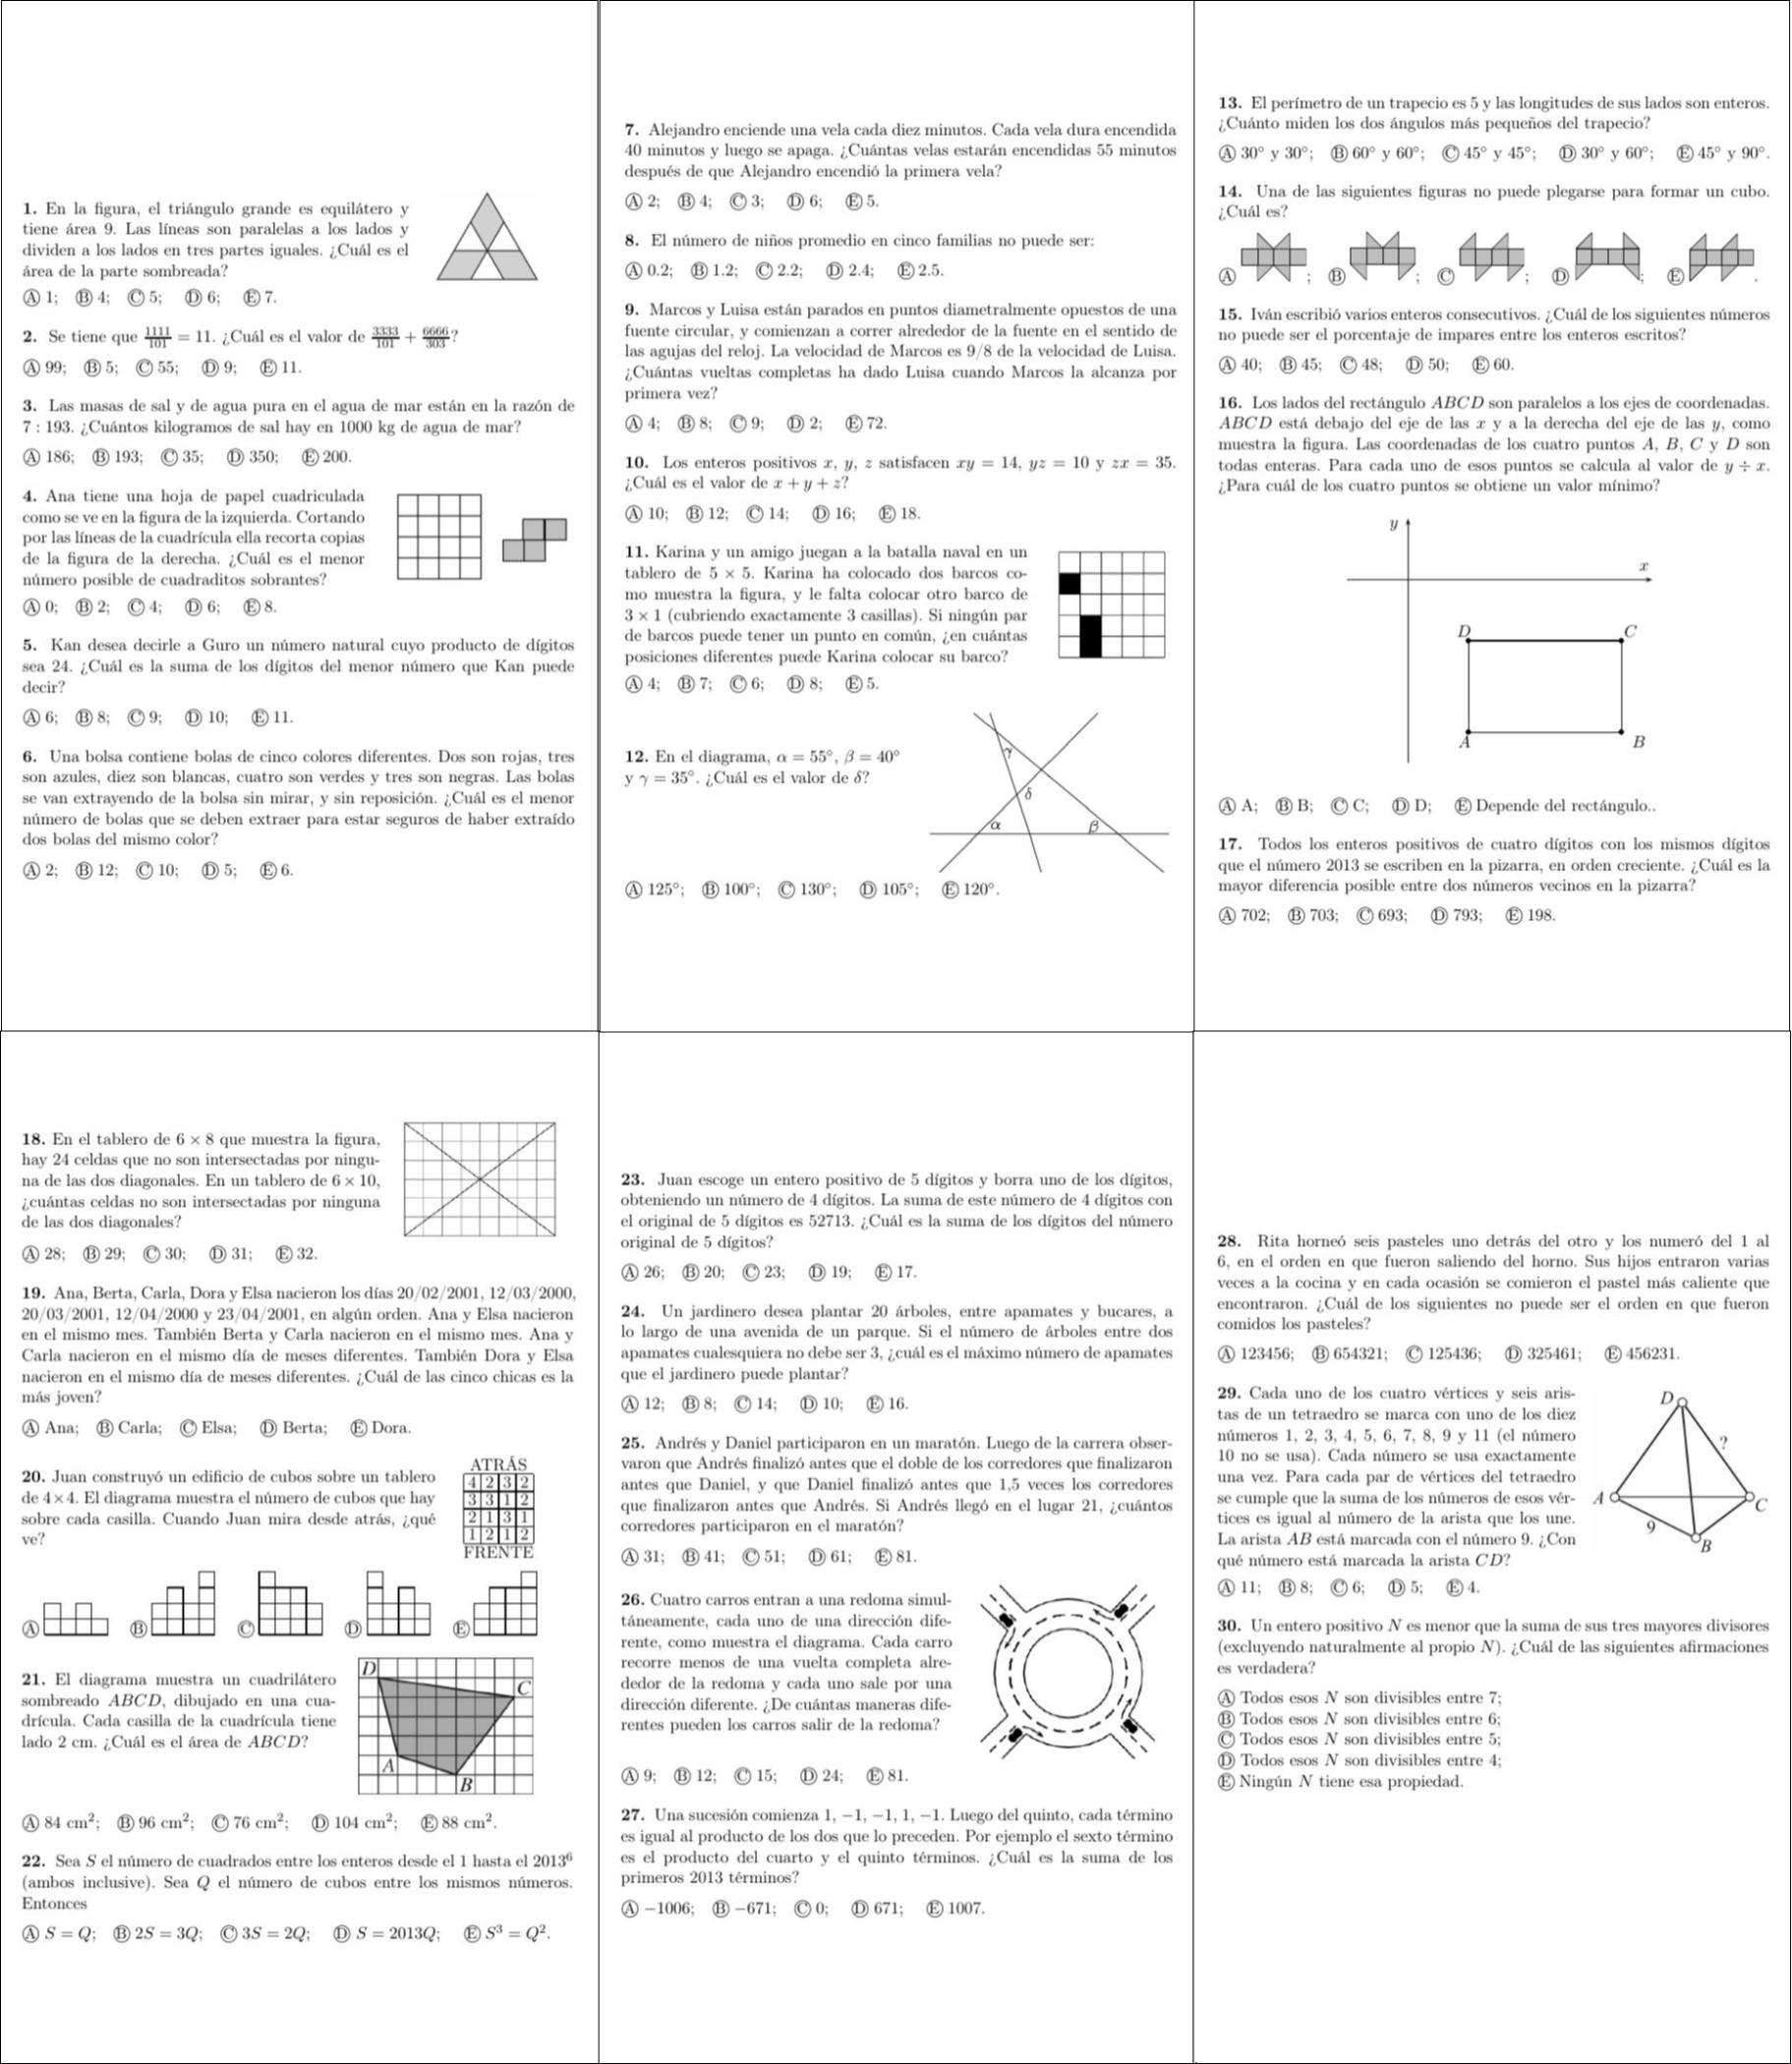 1. En la figura, el triángulo grande es equilátero y
tiene área 9. Las líneas son paralelas a los lados y
dividen a los lados en tres partes iguales. ¿Cuál es el
área de la parte sombreada?
Ⓐ 1; Ⓑ 4; Ⓒ 5; Ⓓ 6; Ⓔ 7.
2. Se tiene que 1111/101 = 11. ¿Cuál es el valor de 3333/101 + 6666/303?
Ⓐ 99; Ⓑ 5; Ⓒ 55; Ⓓ 9; Ⓔ 11.
3. Las masas de sal y de agua pura en el agua de mar están en la razón de
7 : 193. ¿Cuántos kilogramos de sal hay en 1000 kg de agua de mar?
Ⓐ 186; Ⓑ 193; Ⓒ 35; Ⓓ 350; Ⓔ 200.
4. Ana tiene una hoja de papel cuadriculada
como se ve en la figura de la izquierda. Cortando
por las líneas de la cuadrícula ella recorta copias
de la figura de la derecha. ¿Cuál es el menor
número posible de cuadraditos sobrantes?
Ⓐ 0; Ⓑ 2; Ⓒ 4; Ⓓ 6; Ⓔ 8.
5. Kan desea decirle a Guro un número natural cuyo producto de dígitos
sea 24. ¿Cuál es la suma de los dígitos del menor número que Kan puede
decir?
Ⓐ 6; Ⓑ 8; Ⓒ 9; Ⓓ 10; Ⓔ 11.
6. Una bolsa contiene bolas de cinco colores diferentes. Dos son rojas, tres
son azules, diez son blancas, cuatro son verdes y tres son negras. Las bolas
se van extrayendo de la bolsa sin mirar, y sin reposición. ¿Cuál es el menor
número de bolas que se deben extraer para estar seguros de haber extraído
dos bolas del mismo color?
Ⓐ 2; Ⓑ 12; Ⓒ 10; Ⓓ 5; Ⓔ 6.
7. Alejandro enciende una vela cada diez minutos. Cada vela dura encendida
40 minutos y luego se apaga. ¿Cuántas velas estarán encendidas 55 minutos
después de que Alejandro encendió la primera vela?
Ⓐ 2; Ⓑ 4; Ⓒ 3; Ⓓ 6; Ⓔ 5.
8. El número de niños promedio en cinco familias no puede ser:
Ⓐ 0.2; Ⓑ 1.2; Ⓒ 2.2; Ⓓ 2.4; Ⓔ 2.5.
9. Marcos y Luisa están parados en puntos diametralmente opuestos de una
fuente circular, y comienzan a correr alrededor de la fuente en el sentido de
las agujas del reloj. La velocidad de Marcos es 9/8 de la velocidad de Luisa.
¿Cuántas vueltas completas ha dado Luisa cuando Marcos la alcanza por
primera vez?
Ⓐ 4; Ⓑ 8; Ⓒ 9; Ⓓ 2; Ⓔ 72.
10. Los enteros positivos x, y, z satisfacen xy = 14, yz = 10 y zx = 35.
¿Cuál es el valor de x + y + z?
Ⓐ 10; Ⓑ 12; Ⓒ 14; Ⓓ 16; Ⓔ 18.
11. Karina y un amigo juegan a la batalla naval en un
tablero de 5 × 5. Karina ha colocado dos barcos co-
mo muestra la figura, y le falta colocar otro barco de
3 × 1 (cubriendo exactamente 3 casillas). Si ningún par
de barcos puede tener un punto en común, ¿en cuántas
posiciones diferentes puede Karina colocar su barco?
Ⓐ 4; Ⓑ 7; Ⓒ 6; Ⓓ 8; Ⓔ 5.
12. En el diagrama, α = 55°, β = 40°
y γ = 35°. ¿Cuál es el valor de δ?
γ
δ
α β
Ⓐ 125°; Ⓑ 100°; Ⓒ 130°; Ⓓ 105°; Ⓔ 120°.
13. El perímetro de un trapecio es 5 y las longitudes de sus lados son enteros.
¿Cuánto miden los dos ángulos más pequeños del trapecio?
Ⓐ 30° y 30°; Ⓑ 60° y 60°; Ⓒ 45° y 45°; Ⓓ 30° y 60°; Ⓔ 45° y 90°.
14. Una de las siguientes figuras no puede plegarse para formar un cubo.
¿Cuál es?
Ⓐ ; Ⓑ ; Ⓒ ; Ⓓ ; Ⓔ .
15. Iván escribió varios enteros consecutivos. ¿Cuál de los siguientes números
no puede ser el porcentaje de impares entre los enteros escritos?
Ⓐ 40; Ⓑ 45; Ⓒ 48; Ⓓ 50; Ⓔ 60.
16. Los lados del rectángulo ABCD son paralelos a los ejes de coordenadas.
ABCD está debajo del eje de las x y a la derecha del eje de las y, como
muestra la figura. Las coordenadas de los cuatro puntos A, B, C y D son
todas enteras. Para cada uno de esos puntos se calcula al valor de y ÷ x.
¿Para cuál de los cuatro puntos se obtiene un valor mínimo?
y
x
D C
A B
Ⓐ A; Ⓑ B; Ⓒ C; Ⓓ D; Ⓔ Depende del rectángulo..
17. Todos los enteros positivos de cuatro dígitos con los mismos dígitos
que el número 2013 se escriben en la pizarra, en orden creciente. ¿Cuál es la
mayor diferencia posible entre dos números vecinos en la pizarra?
Ⓐ 702; Ⓑ 703; Ⓒ 693; Ⓓ 793; Ⓔ 198.
18. En el tablero de 6 × 8 que muestra la figura,
hay 24 celdas que no son intersectadas por ningu-
na de las dos diagonales. En un tablero de 6 × 10,
¿cuántas celdas no son intersectadas por ninguna
de las dos diagonales?
Ⓐ 28; Ⓑ 29; Ⓒ 30; Ⓓ 31; Ⓔ 32.
19. Ana, Berta, Carla, Dora y Elsa nacieron los días 20/02/2001, 12/03/2000,
20/03/2001, 12/04/2000 y 23/04/2001, en algún orden. Ana y Elsa nacieron
en el mismo mes. También Berta y Carla nacieron en el mismo mes. Ana y
Carla nacieron en el mismo día de meses diferentes. También Dora y Elsa
nacieron en el mismo día de meses diferentes. ¿Cuál de las cinco chicas es la
más joven?
Ⓐ Ana; Ⓑ Carla; Ⓒ Elsa; Ⓓ Berta; Ⓔ Dora.
20. Juan construyó un edificio de cubos sobre un tablero
de 4×4. El diagrama muestra el número de cubos que hay
sobre cada casilla. Cuando Juan mira desde atrás, ¿qué
ve?
ATRÁS
4 2 3 2
3 3 1 2
2 1 3 1
1 2 1 2
FRENTE
Ⓐ Ⓑ Ⓒ Ⓓ Ⓔ
21. El diagrama muestra un cuadrilátero
sombreado ABCD, dibujado en una cua-
drícula. Cada casilla de la cuadrícula tiene
lado 2 cm. ¿Cuál es el área de ABCD?
D
C
A
B
Ⓐ 84 cm²; Ⓑ 96 cm²; Ⓒ 76 cm²; Ⓓ 104 cm²; Ⓔ 88 cm².
22. Sea S el número de cuadrados entre los enteros desde el 1 hasta el 2013⁶
(ambos inclusive). Sea Q el número de cubos entre los mismos números.
Entonces
Ⓐ S = Q; Ⓑ 2S = 3Q; Ⓒ 3S = 2Q; Ⓓ S = 2013Q; Ⓔ S³ = Q².
23. Juan escoge un entero positivo de 5 dígitos y borra uno de los dígitos,
obteniendo un número de 4 dígitos. La suma de este número de 4 dígitos con
el original de 5 dígitos es 52713. ¿Cuál es la suma de los dígitos del número
original de 5 dígitos?
Ⓐ 26; Ⓑ 20; Ⓒ 23; Ⓓ 19; Ⓔ 17.
24. Un jardinero desea plantar 20 árboles, entre apamates y bucares, a
lo largo de una avenida de un parque. Si el número de árboles entre dos
apamates cualesquiera no debe ser 3, ¿cuál es el máximo número de apamates
que el jardinero puede plantar?
Ⓐ 12; Ⓑ 8; Ⓒ 14; Ⓓ 10; Ⓔ 16.
25. Andrés y Daniel participaron en un maratón. Luego de la carrera obser-
varon que Andrés finalizó antes que el doble de los corredores que finalizaron
antes que Daniel, y que Daniel finalizó antes que 1,5 veces los corredores
que finalizaron antes que Andrés. Si Andrés llegó en el lugar 21, ¿cuántos
corredores participaron en el maratón?
Ⓐ 31; Ⓑ 41; Ⓒ 51; Ⓓ 61; Ⓔ 81.
26. Cuatro carros entran a una redoma simul-
táneamente, cada uno de una dirección dife-
rente, como muestra el diagrama. Cada carro
recorre menos de una vuelta completa alre-
dedor de la redoma y cada uno sale por una
dirección diferente. ¿De cuántas maneras dife-
rentes pueden los carros salir de la redoma?
Ⓐ 9; Ⓑ 12; Ⓒ 15; Ⓓ 24; Ⓔ 81.
27. Una sucesión comienza 1, −1, −1, 1, −1. Luego del quinto, cada término
es igual al producto de los dos que lo preceden. Por ejemplo el sexto término
es el producto del cuarto y el quinto términos. ¿Cuál es la suma de los
primeros 2013 términos?
Ⓐ −1006; Ⓑ −671; Ⓒ 0; Ⓓ 671; Ⓔ 1007.
28. Rita horneó seis pasteles uno detrás del otro y los numeró del 1 al
6, en el orden en que fueron saliendo del horno. Sus hijos entraron varias
veces a la cocina y en cada ocasión se comieron el pastel más caliente que
encontraron. ¿Cuál de los siguientes no puede ser el orden en que fueron
comidos los pasteles?
Ⓐ 123456; Ⓑ 654321; Ⓒ 125436; Ⓓ 325461; Ⓔ 456231.
29. Cada uno de los cuatro vértices y seis aris-
tas de un tetraedro se marca con uno de los diez
números 1, 2, 3, 4, 5, 6, 7, 8, 9 y 11 (el número
10 no se usa). Cada número se usa exactamente
una vez. Para cada par de vértices del tetraedro
se cumple que la suma de los números de esos vér-
tices es igual al número de la arista que los une.
La arista AB está marcada con el número 9. ¿Con
qué número está marcada la arista CD?
D
?
A
C
9
B
Ⓐ 11; Ⓑ 8; Ⓒ 6; Ⓓ 5; Ⓔ 4.
30. Un entero positivo N es menor que la suma de sus tres mayores divisores
(excluyendo naturalmente al propio N). ¿Cuál de las siguientes afirmaciones
es verdadera?
Ⓐ Todos esos N son divisibles entre 7;
Ⓑ Todos esos N son divisibles entre 6;
Ⓒ Todos esos N son divisibles entre 5;
Ⓓ Todos esos N son divisibles entre 4;
Ⓔ Ningún N tiene esa propiedad.